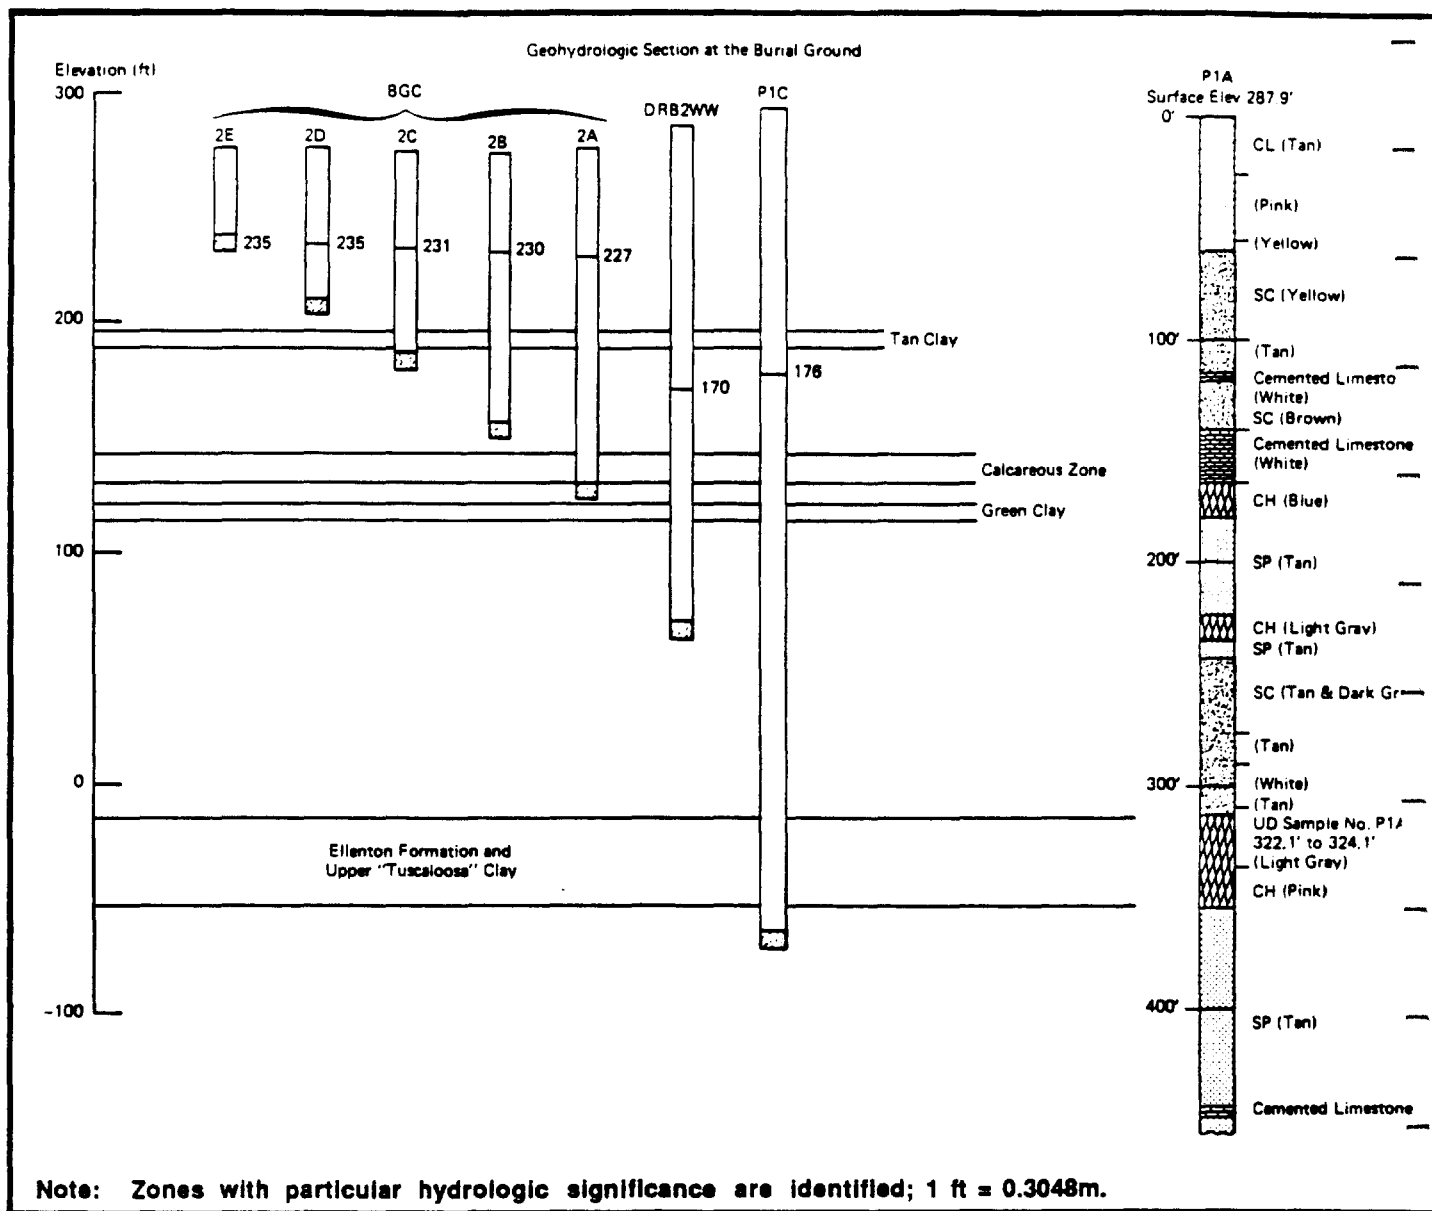 Geohydrologic Section at the Burial Ground
Elevation (ft)
300
200
100
0
-100
BGC
2E
2D
2C
2B
2A
DRB2WW
P1C
235
235
231
230
227
170
176
Tan Clay
Calcareous Zone
Green Clay
Ellenton Formation and
Upper "Tuscaloosa" Clay
P1A
Surface Elev 287.9'
0'
100'
200'
300'
400'
CL (Tan)
(Pink)
(Yellow)
SC (Yellow)
(Tan)
Cemented Limesto
(White)
SC (Brown)
Cemented Limestone
(White)
CH (Blue)
SP (Tan)
CH (Light Gray)
SP (Tan)
SC (Tan & Dark Gr
(Tan)
(White)
(Tan)
UD Sample No. P1A
322.1' to 324.1'
(Light Gray)
CH (Pink)
SP (Tan)
Cemented Limestone
Note: Zones with particular hydrologic significance are identified; 1 ft = 0.3048m.